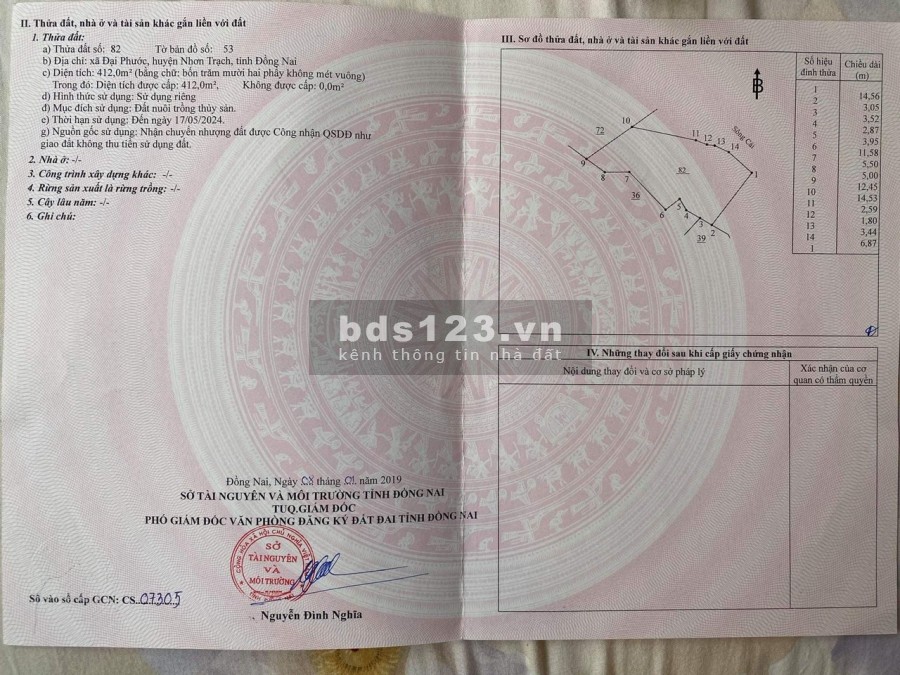 II. Thửa đất, nhà ở và tài sản khác gắn liền với đất
1. Thửa đất:
a) Thửa đất số: 82 Tờ bản đồ số: 53
b) Địa chỉ: xã Đại Phước, huyện Nhơn Trạch, tỉnh Đồng Nai
c) Diện tích: 412,0m² (bằng chữ: bốn trăm mười hai phẩy không mét vuông)
Trong đó: Diện tích được cấp: 412,0m², Không được cấp: 0,0m².
d) Hình thức sử dụng: Sử dụng riêng
đ) Mục đích sử dụng: Đất nuôi trồng thủy sản.
e) Thời hạn sử dụng: Đến ngày 17/05/2024.
g) Nguồn gốc sử dụng: Nhận chuyển nhượng đất được Công nhận QSDĐ như
giao đất không thu tiền sử dụng đất.
2. Nhà ở: -/-
3. Công trình xây dựng khác: -/-
4. Rừng sản xuất là rừng trồng: -/-
5. Cây lâu năm: -/-
6. Ghi chú:
Đồng Nai, Ngày 08 tháng 01 năm 2019
SỞ TÀI NGUYÊN VÀ MÔI TRƯỜNG TỈNH ĐỒNG NAI
TUQ.GIÁM ĐỐC
PHÓ GIÁM ĐỐC VĂN PHÒNG ĐĂNG KÝ ĐẤT ĐAI TỈNH ĐỒNG NAI
SỞ
TÀI NGUYÊN
VÀ
MÔI TRƯỜNG
Nguyễn Đình Nghĩa
Số vào sổ cấp GCN: CS 07305
III. Sơ đồ thửa đất, nhà ở và tài sản khác gắn liền với đất
B
Sông Cái
72
82
36
39
10
11
12
13
14
1
9
8
7
6
5
4
3
2
Số hiệu đỉnh thửa
Chiều dài (m)
1
14,56
2
3,05
3
3,52
4
2,87
5
3,95
6
11,58
7
5,50
8
5,00
9
12,45
10
14,53
11
2,59
12
1,80
13
3,44
14
6,87
1
IV. Những thay đổi sau khi cấp giấy chứng nhận
Nội dung thay đổi và cơ sở pháp lý
Xác nhận của cơ
quan có thẩm quyền
bds123.vn
kênh thông tin nhà đất